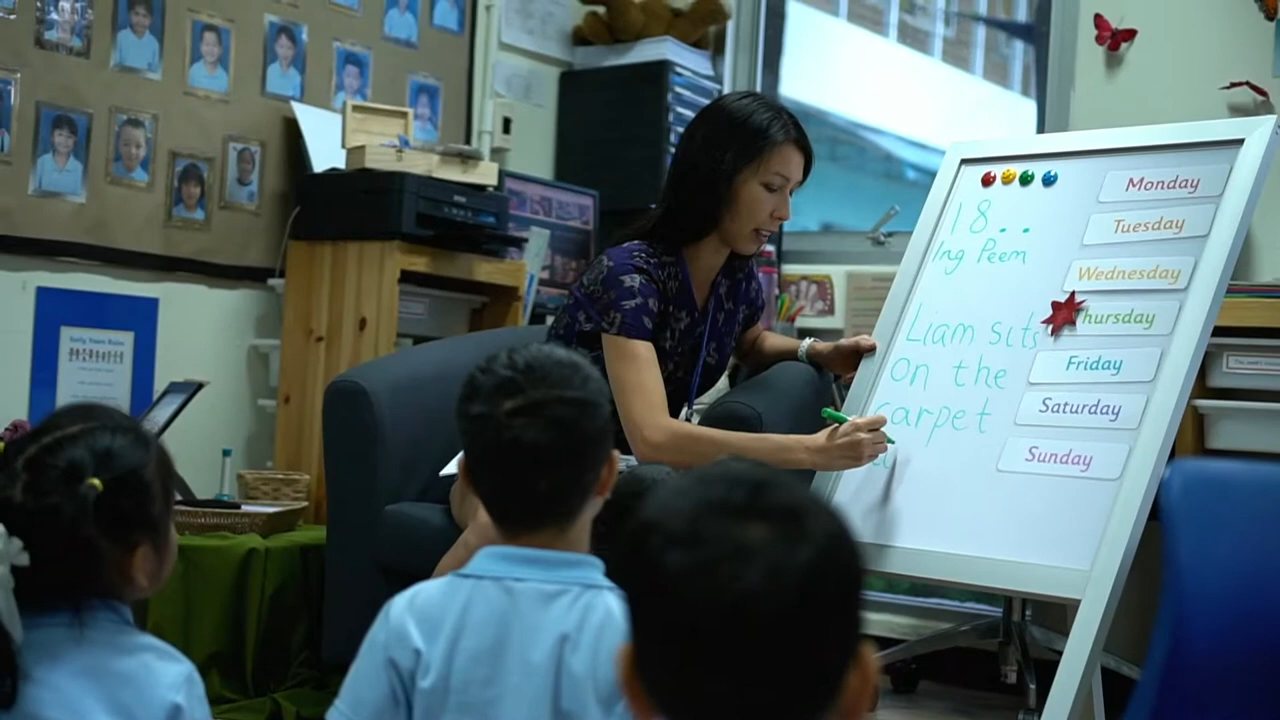 18..
Ing Peem
Liam sits
on the
carpet
Monday
Tuesday
Wednesday
Thursday
Friday
Saturday
Sunday